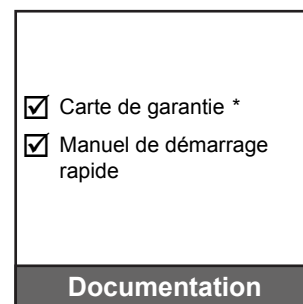 ☑ Carte de garantie *
☑ Manuel de démarrage
rapide
Documentation